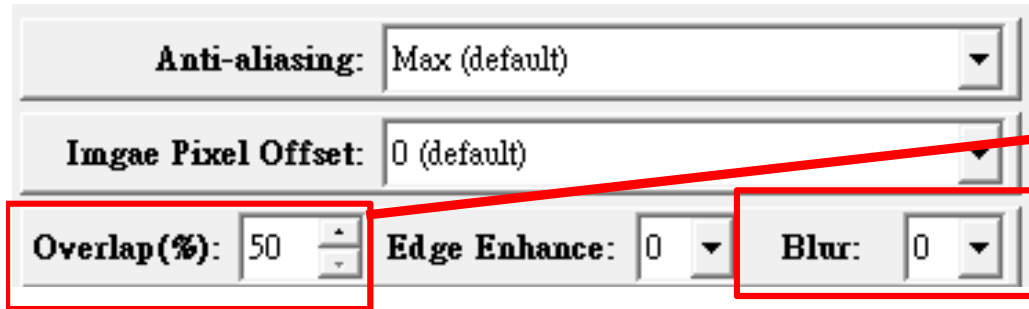 Anti-aliasing: Max (default)
Imgae Pixel Offset: 0 (default)
Overlap(%): 50 Edge Enhance: 0 Blur: 0